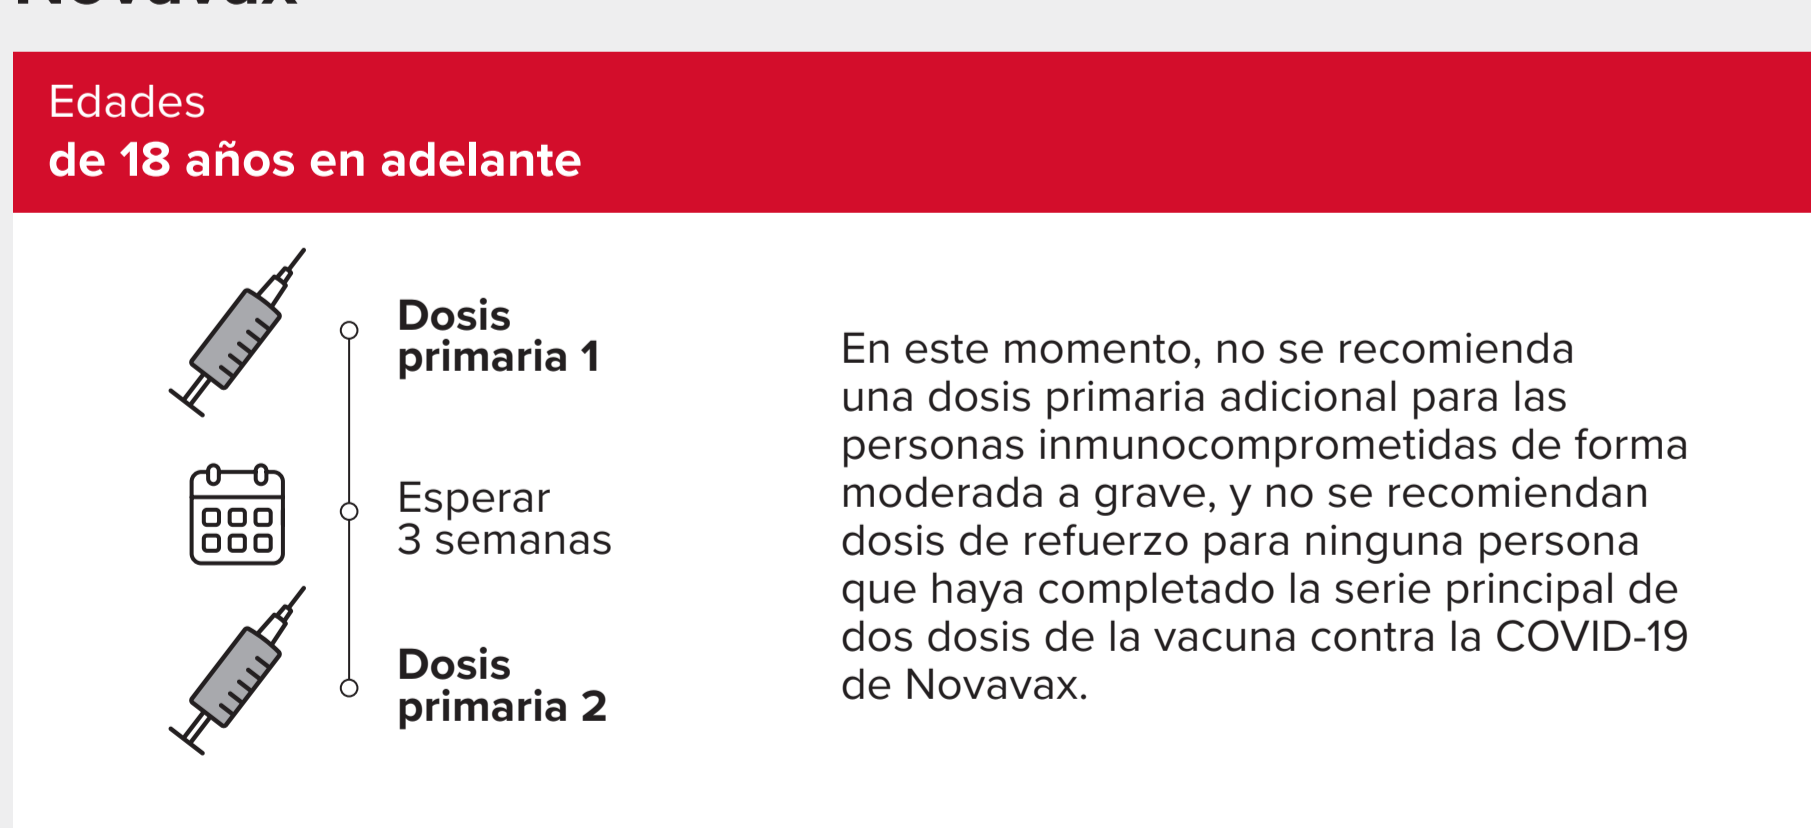 Novavax
Edades
de 18 años en adelante
Dosis
primaria 1
Esperar
3 semanas
Dosis
primaria 2
En este momento, no se recomienda
una dosis primaria adicional para las
personas inmunocomprometidas de forma
moderada a grave, y no se recomiendan
dosis de refuerzo para ninguna persona
que haya completado la serie principal de
dos dosis de la vacuna contra la COVID-19
de Novavax.